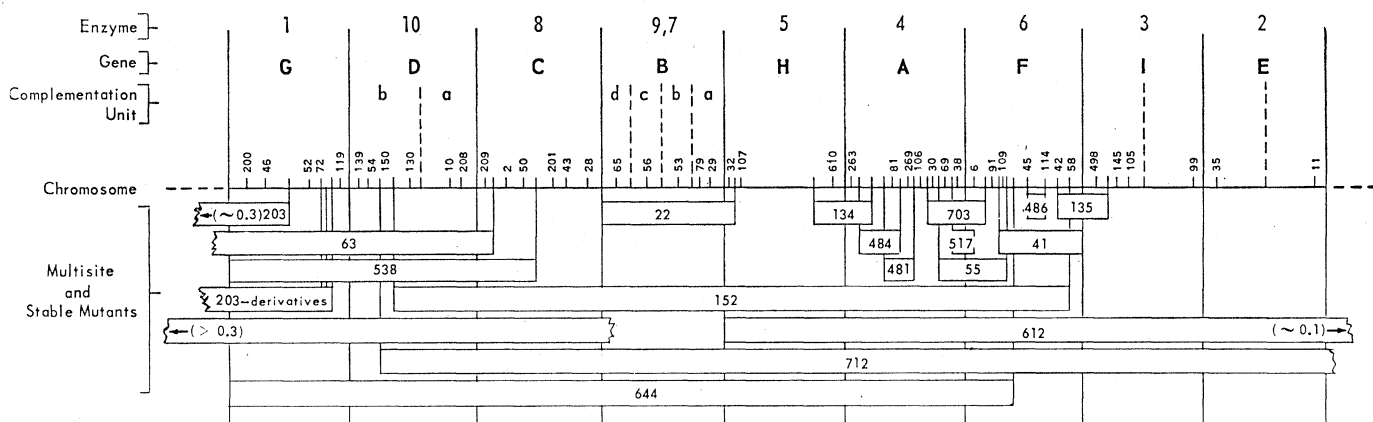 Enzyme 1 10 8 9,7 5 4 6 3 2
Gene G D C B H A F I E
Complementation Unit b a d c b a
200 46 52 72 119 139 54 150 130 10 208 209 2 50 201 43 28 65 56 53 79 29 32 107 610 263 81 269 106 30 69 38 6 91 109 45 114 42 58 498 145 105 99 35 11
Chromosome
←(~0.3)203 22 134 703 486 135
63 484 517 41
538 481 55
Multisite and Stable Mutants
203-derivatives 152
←(> 0.3) 612 (~0.1)→
712
644